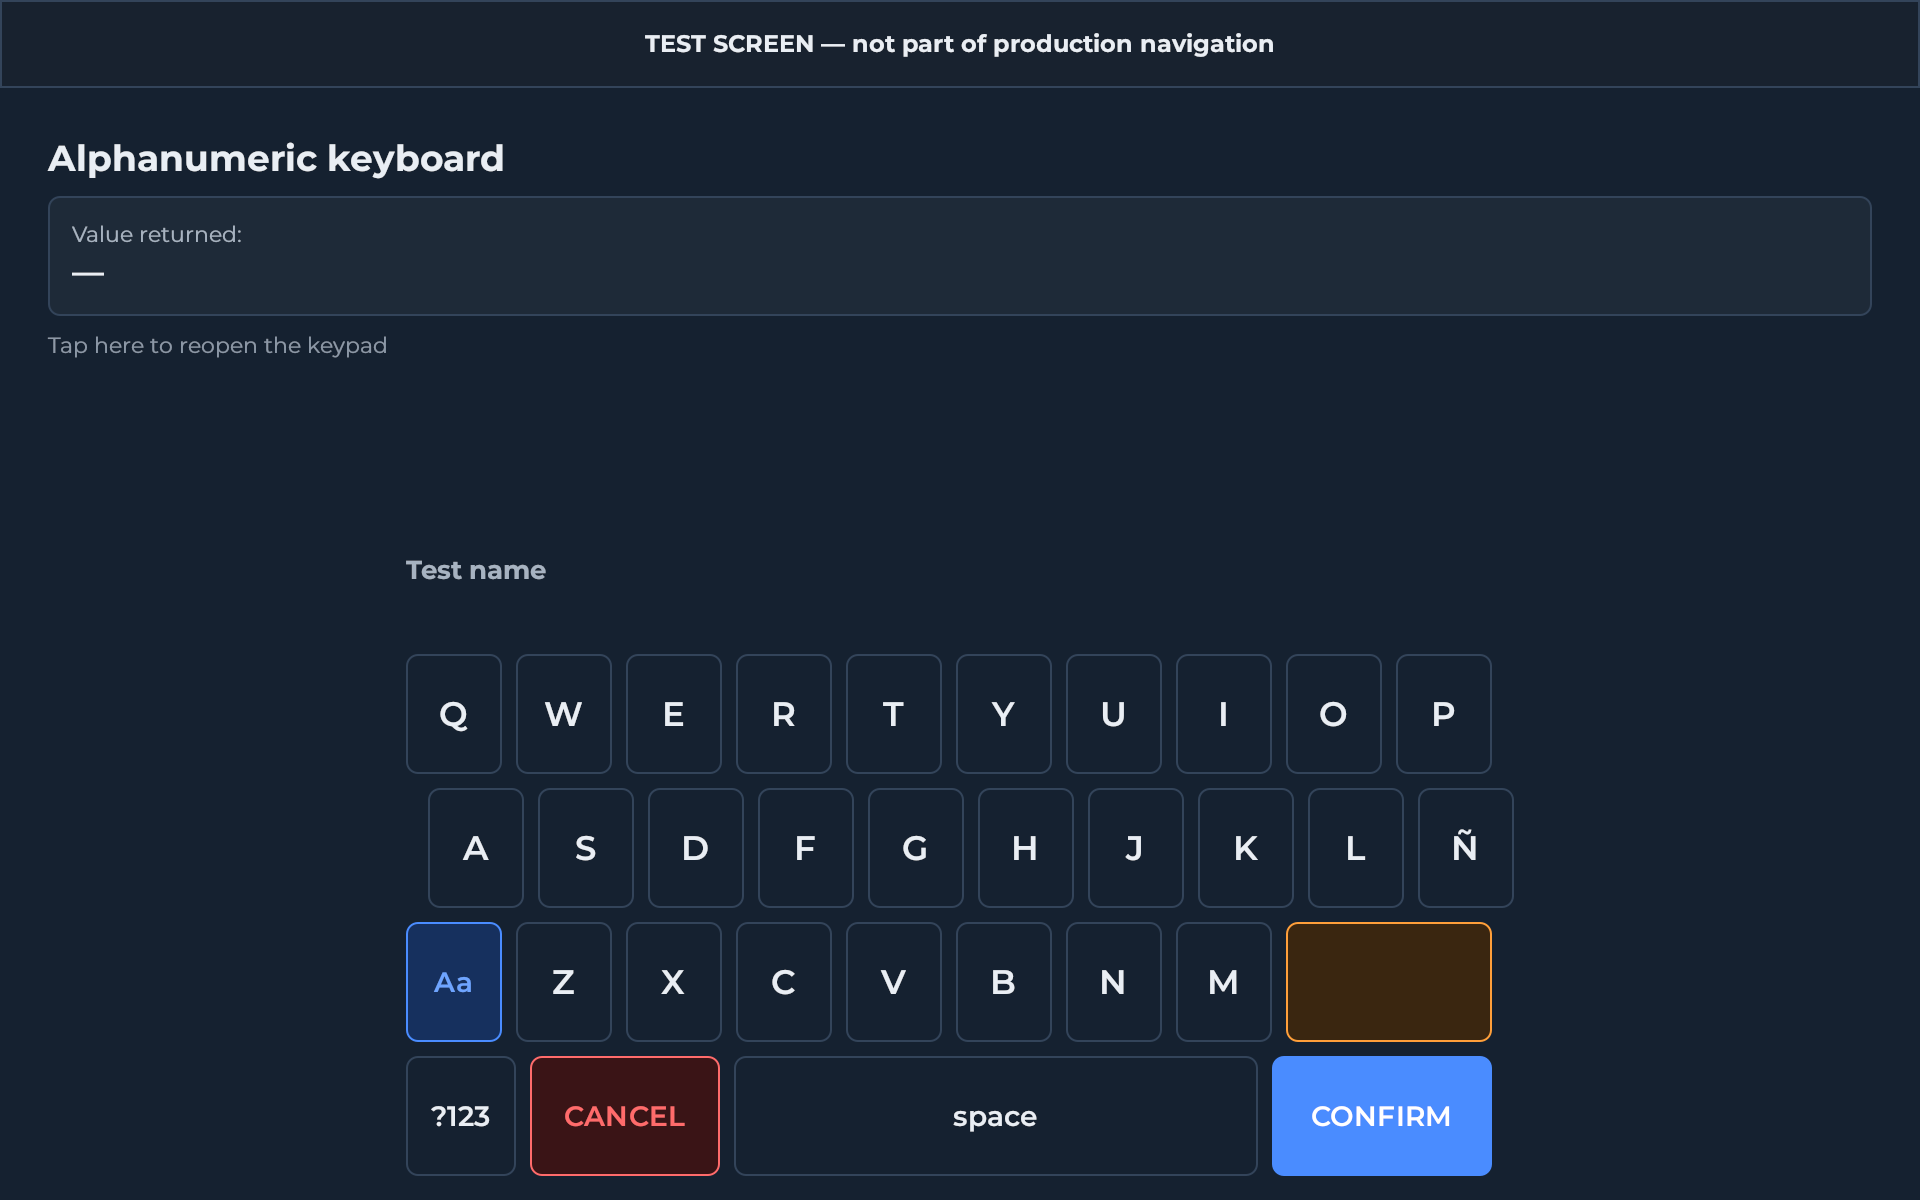 TEST SCREEN — not part of production navigation
Alphanumeric keyboard
Value returned:
—
Tap here to reopen the keypad
Test name
Q W E R T Y U I O P
A S D F G H J K L Ñ
Aa Z X C V B N M
?123 CANCEL space CONFIRM